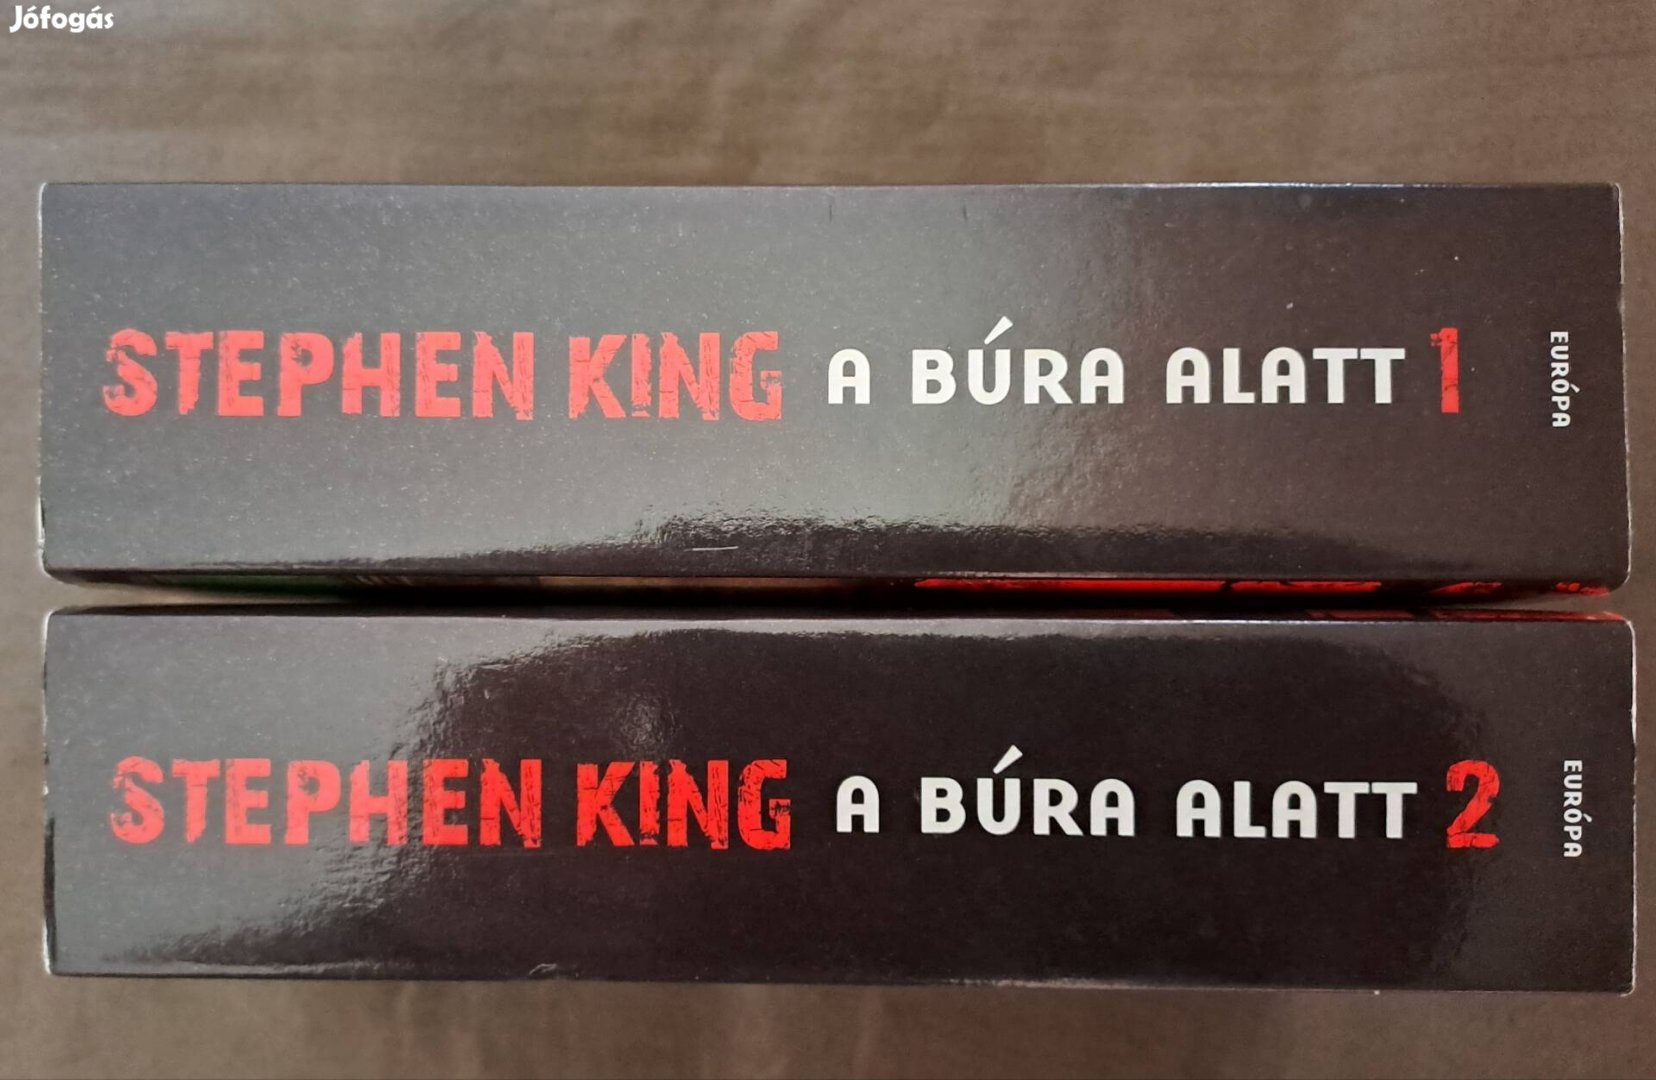 Jófogás
STEPHEN KING A BÚRA ALATT 1 EURÓPA
STEPHEN KING A BÚRA ALATT 2 EURÓPA